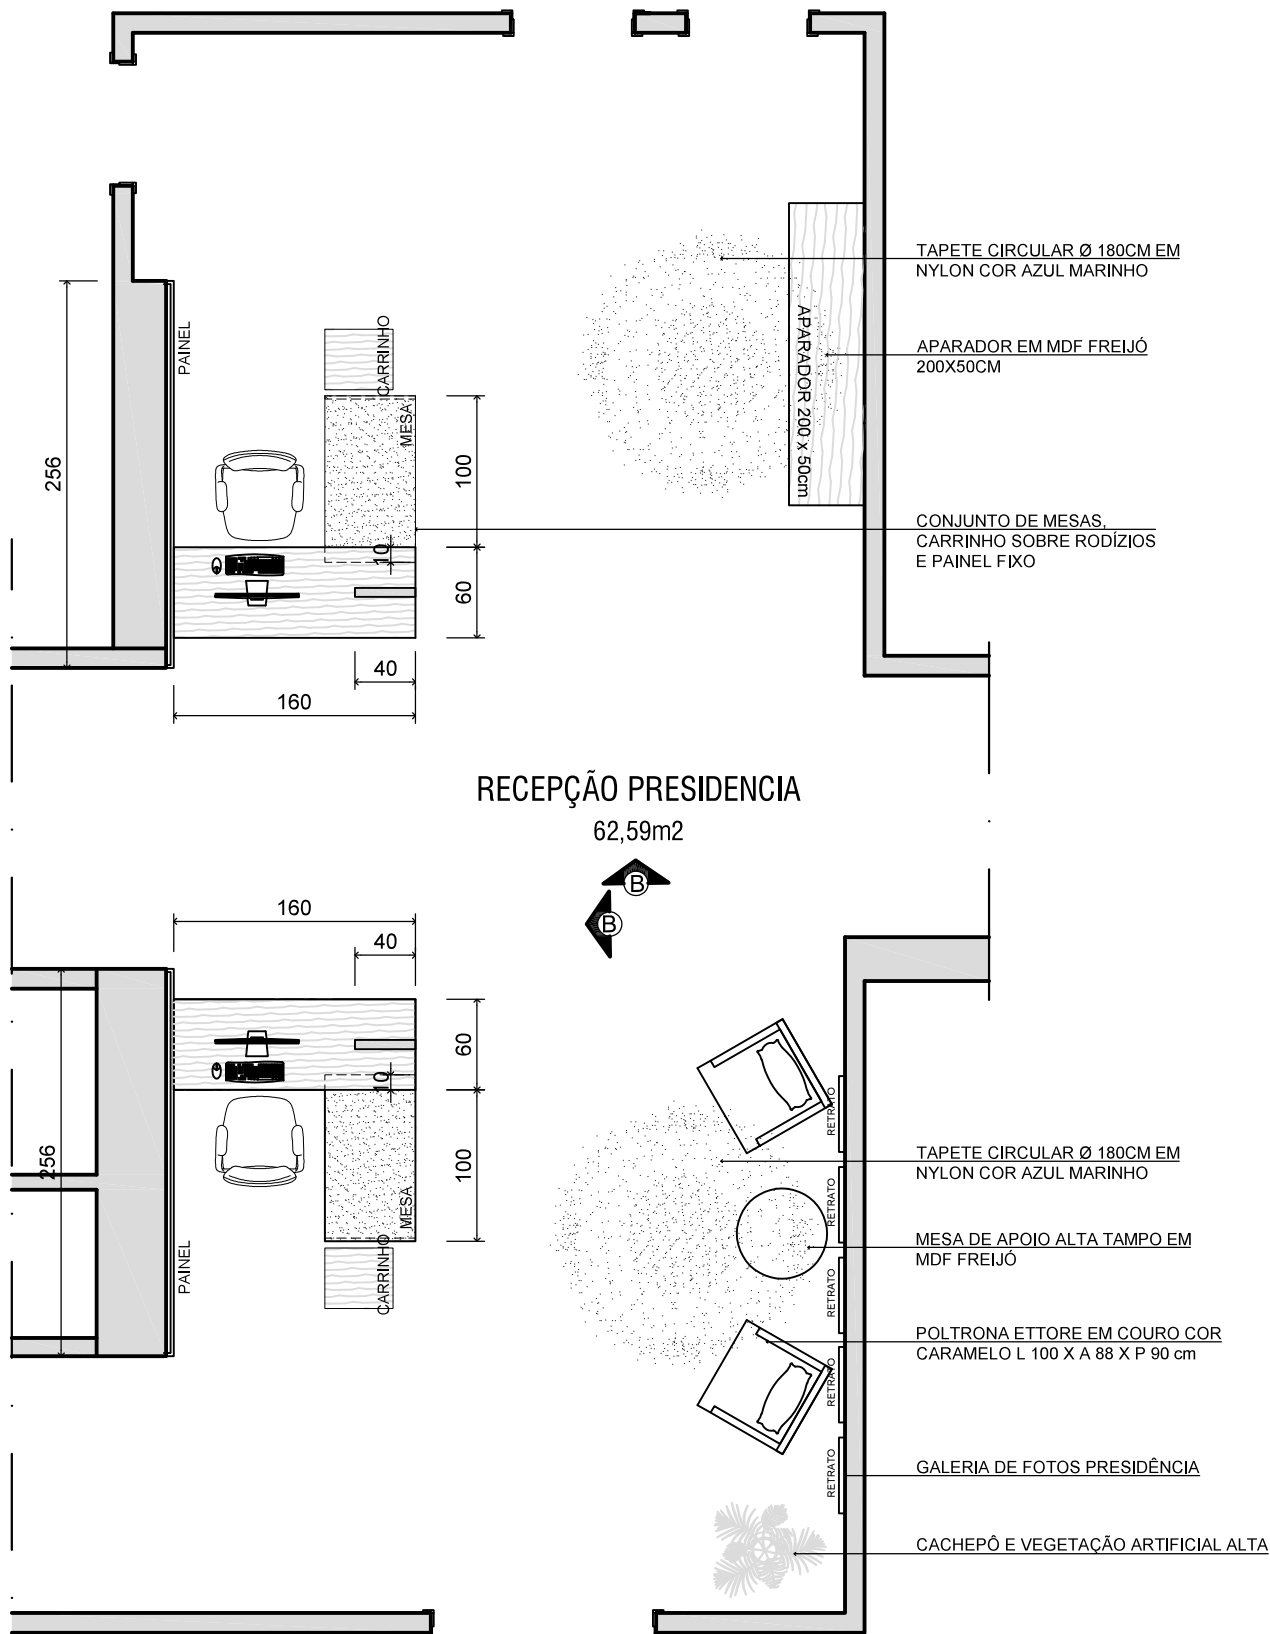 TAPETE CIRCULAR Ø 180CM EM
NYLON COR AZUL MARINHO
PAINEL
CARRINHO
APARADOR 200 x 50cm
APARADOR EM MDF FREIJÓ
200X50CM
MESA
256
100
CONJUNTO DE MESAS,
CARRINHO SOBRE RODÍZIOS
E PAINEL FIXO
10
60
40
160
RECEPÇÃO PRESIDENCIA
62,59m2
B
B
160
40
60
10
RETRATO
256
100
TAPETE CIRCULAR Ø 180CM EM
NYLON COR AZUL MARINHO
MESA
RETRATO
MESA DE APOIO ALTA TAMPO EM
MDF FREIJÓ
PAINEL
CARRINHO
RETRATO
POLTRONA ETTORE EM COURO COR
CARAMELO L 100 X A 88 X P 90 cm
RETRATO
RETRATO
GALERIA DE FOTOS PRESIDÊNCIA
CACHEPÔ E VEGETAÇÃO ARTIFICIAL ALTA